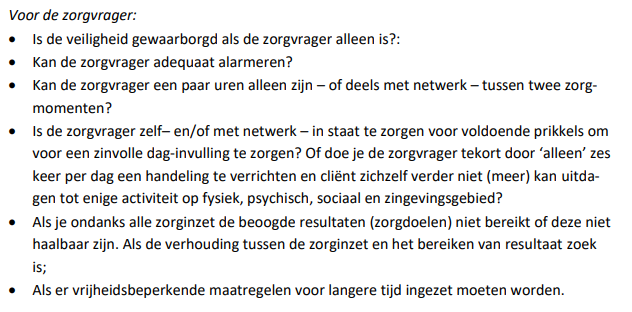 Voor de zorgvrager:
• Is de veiligheid gewaarborgd als de zorgvrager alleen is?:
• Kan de zorgvrager adequaat alarmeren?
• Kan de zorgvrager een paar uren alleen zijn – of deels met netwerk – tussen twee zorg-
momenten?
• Is de zorgvrager zelf– en/of met netwerk – in staat te zorgen voor voldoende prikkels om
voor een zinvolle dag-invulling te zorgen? Of doe je de zorgvrager tekort door ‘alleen’ zes
keer per dag een handeling te verrichten en cliënt zichzelf verder niet (meer) kan uitda-
gen tot enige activiteit op fysiek, psychisch, sociaal en zingevingsgebied?
• Als je ondanks alle zorginzet de beoogde resultaten (zorgdoelen) niet bereikt of deze niet
haalbaar zijn. Als de verhouding tussen de zorginzet en het bereiken van resultaat zoek
is;
• Als er vrijheidsbeperkende maatregelen voor langere tijd ingezet moeten worden.